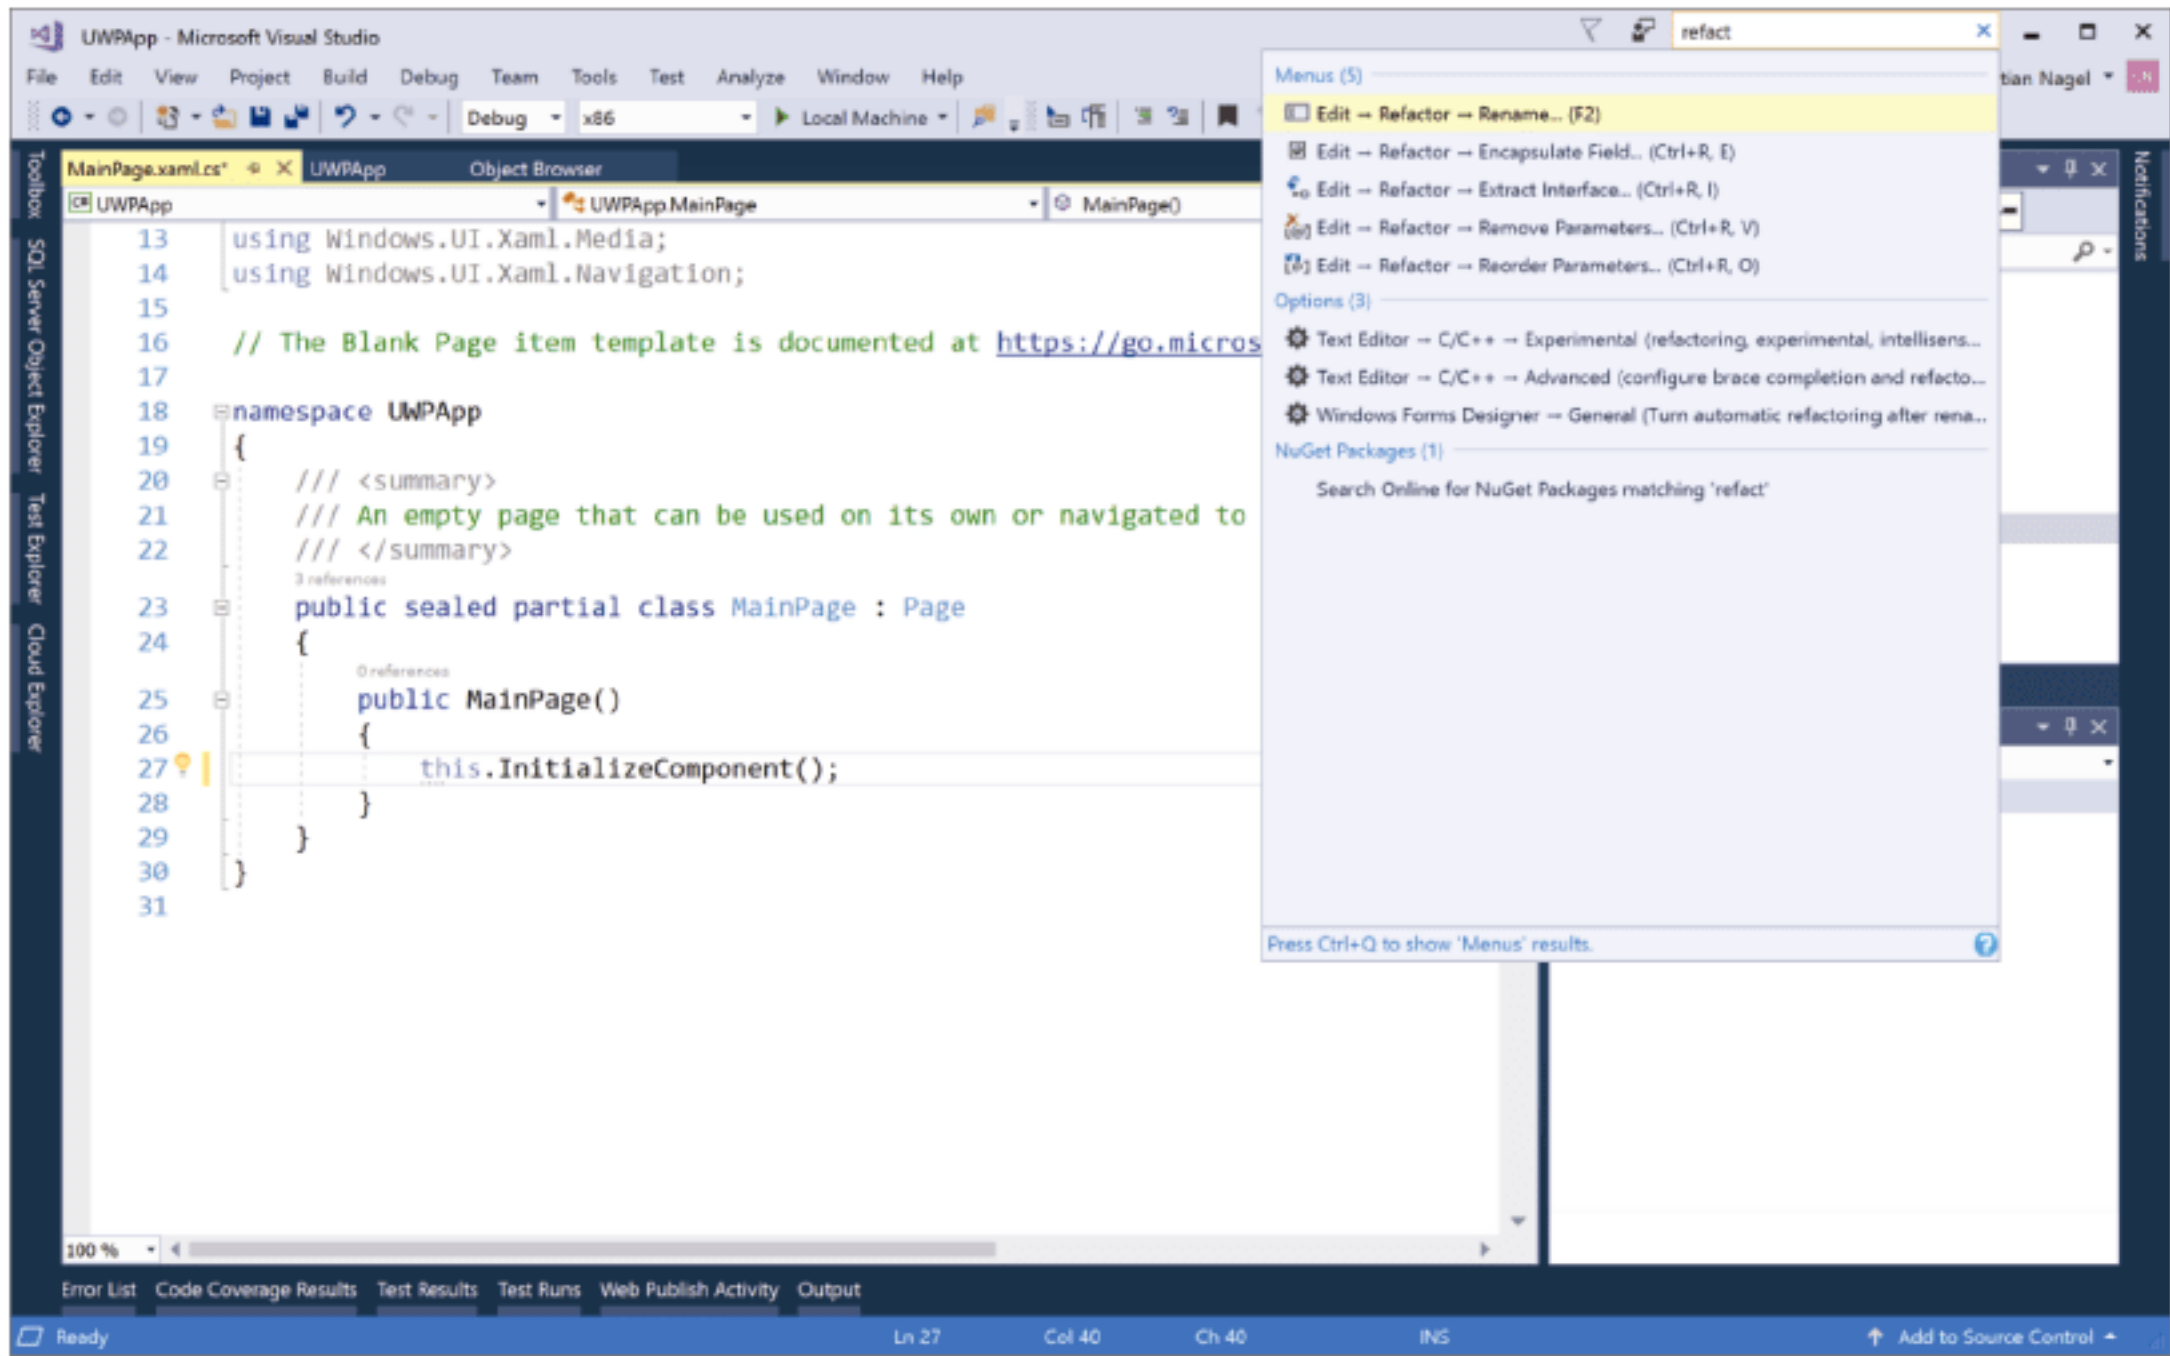 UWPApp - Microsoft Visual Studio
refact
File Edit View Project Build Debug Team Tools Test Analyze Window Help
tian Nagel
Debug x86 Local Machine
MainPage.xaml.cs* UWPApp Object Browser
UWPApp UWPApp.MainPage MainPage()
13 using Windows.UI.Xaml.Media;
14 using Windows.UI.Xaml.Navigation;
15
16 // The Blank Page item template is documented at https://go.micros
17
18 namespace UWPApp
19 {
20 /// <summary>
21 /// An empty page that can be used on its own or navigated to
22 /// </summary>
3 references
23 public sealed partial class MainPage : Page
24 {
0 references
25 public MainPage()
26 {
27 this.InitializeComponent();
28 }
29 }
30 }
31
Menus (5)
Edit → Refactor → Rename... (F2)
Edit → Refactor → Encapsulate Field... (Ctrl+R, E)
Edit → Refactor → Extract Interface... (Ctrl+R, I)
Edit → Refactor → Remove Parameters... (Ctrl+R, V)
Edit → Refactor → Reorder Parameters... (Ctrl+R, O)
Options (3)
Text Editor → C/C++ → Experimental (refactoring, experimental, intellisens...
Text Editor → C/C++ → Advanced (configure brace completion and refacto...
Windows Forms Designer → General (Turn automatic refactoring after rena...
NuGet Packages (1)
Search Online for NuGet Packages matching 'refact'
Press Ctrl+Q to show 'Menus' results.
Toolbox
SQL Server Object Explorer
Test Explorer
Cloud Explorer
Notifications
100 %
Error List Code Coverage Results Test Results Test Runs Web Publish Activity Output
Ready Ln 27 Col 40 Ch 40 INS Add to Source Control